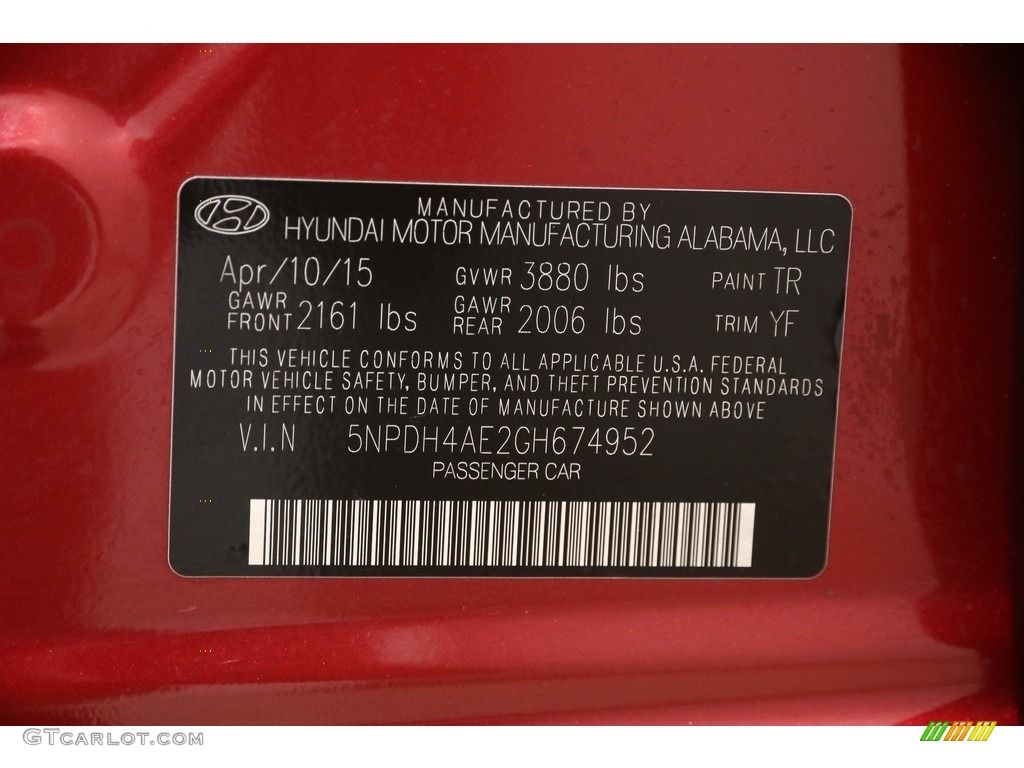 MANUFACTURED BY
HYUNDAI MOTOR MANUFACTURING ALABAMA, LLC
Apr/10/15 GVWR 3880 lbs PAINT TR
GAWR FRONT 2161 lbs GAWR REAR 2006 lbs TRIM YF
THIS VEHICLE CONFORMS TO ALL APPLICABLE U.S.A. FEDERAL
MOTOR VEHICLE SAFETY, BUMPER, AND THEFT PREVENTION STANDARDS
IN EFFECT ON THE DATE OF MANUFACTURE SHOWN ABOVE
V.I.N 5NPDH4AE2GH674952
PASSENGER CAR
GTCARLOT.COM